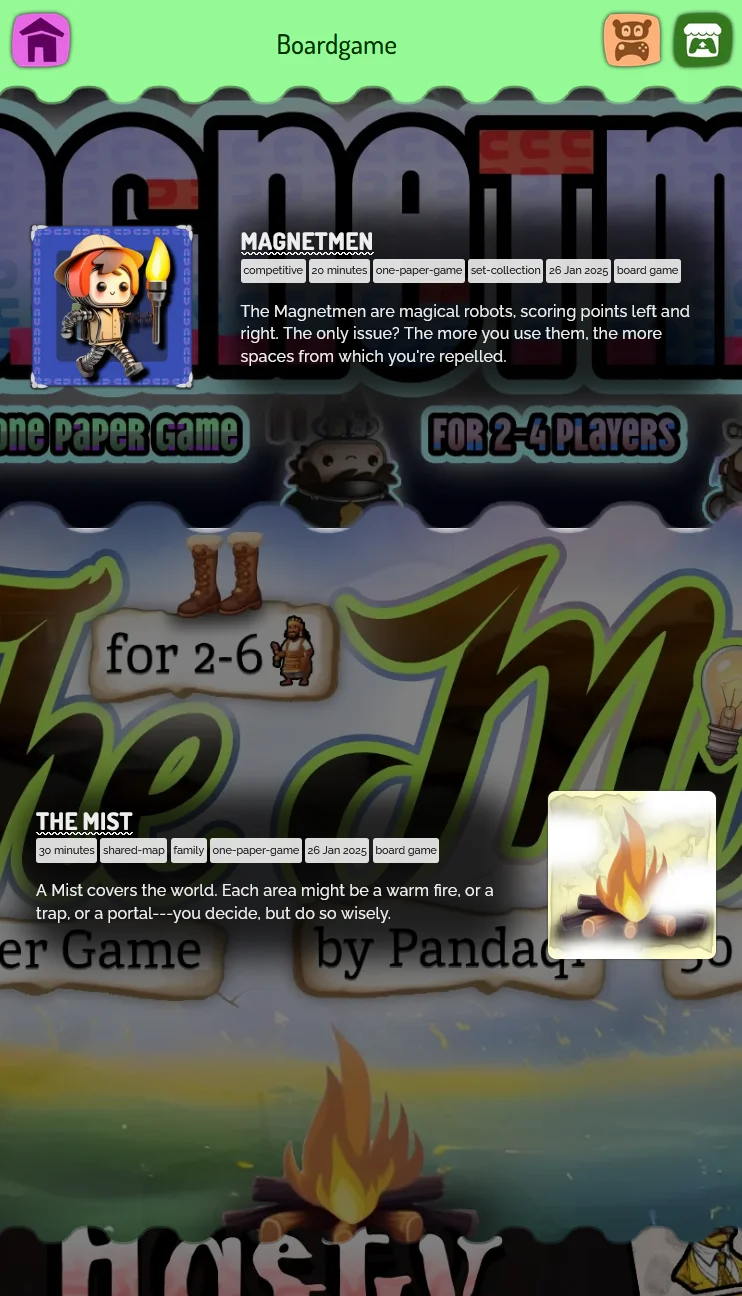 Boardgame
MAGNETMEN
competitive 20 minutes one-paper-game set-collection 26 Jan 2025 board game
The Magnetmen are magical robots, scoring points left and
right. The only issue? The more you use them, the more
spaces from which you're repelled.
one paper Game
FOR 2-4 PLAYERS
for 2-6
The Mi
THE MIST
30 minutes shared-map family one-paper-game 26 Jan 2025 board game
A Mist covers the world. Each area might be a warm fire, or a
trap, or a portal---you decide, but do so wisely.
er Game
by Pandaqi
30
nasty